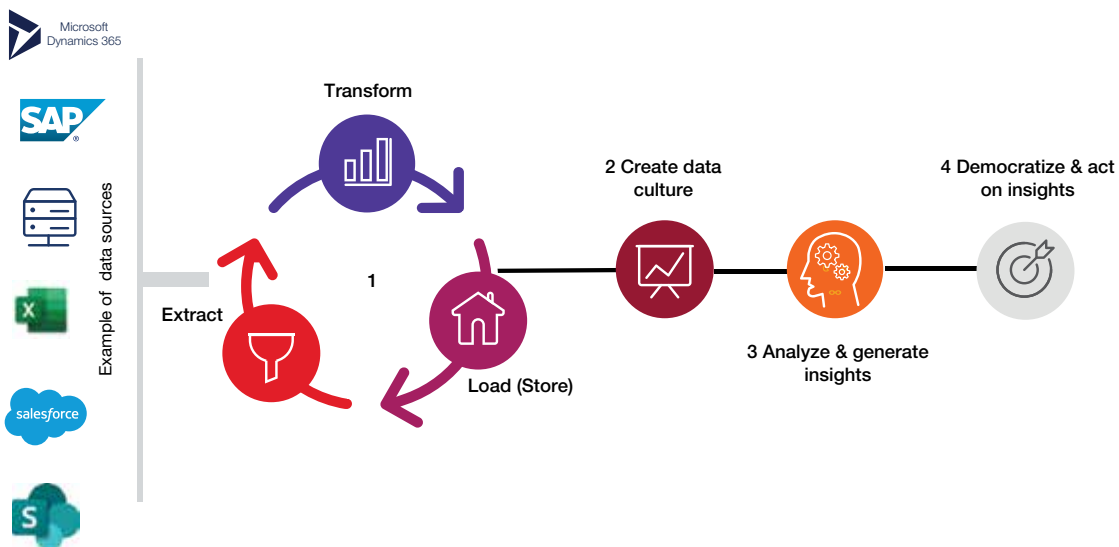 Microsoft
Dynamics 365
SAP
®
X
salesforce
S
Example of data sources
Transform
Extract
1
Load (Store)
2 Create data
culture
3 Analyze & generate
insights
4 Democratize & act
on insights